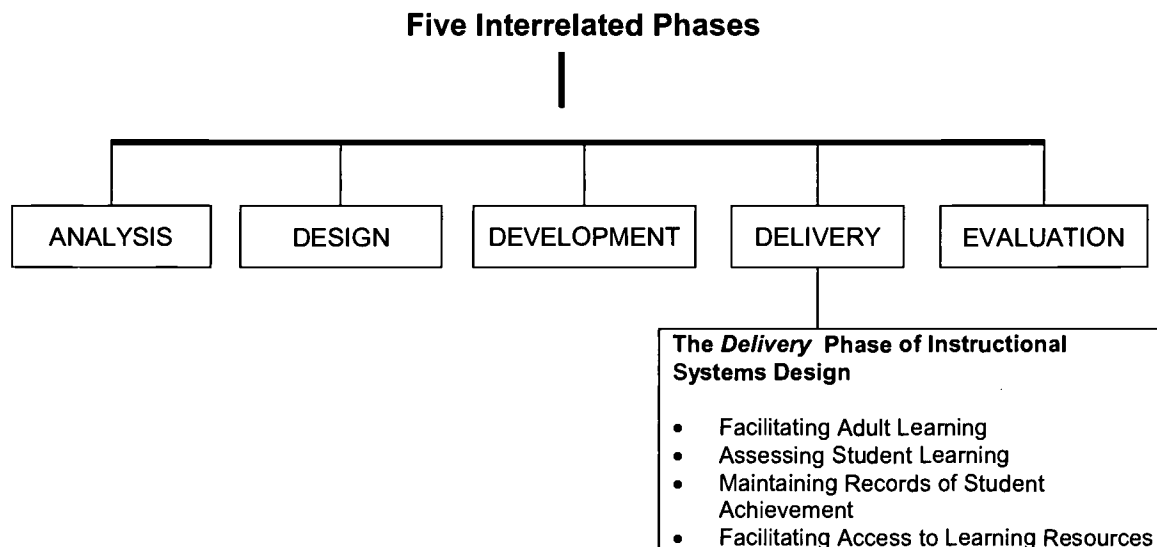 Five Interrelated Phases
ANALYSIS
DESIGN
DEVELOPMENT
DELIVERY
EVALUATION
The Delivery Phase of Instructional
Systems Design
• Facilitating Adult Learning
• Assessing Student Learning
• Maintaining Records of Student
Achievement
• Facilitating Access to Learning Resources